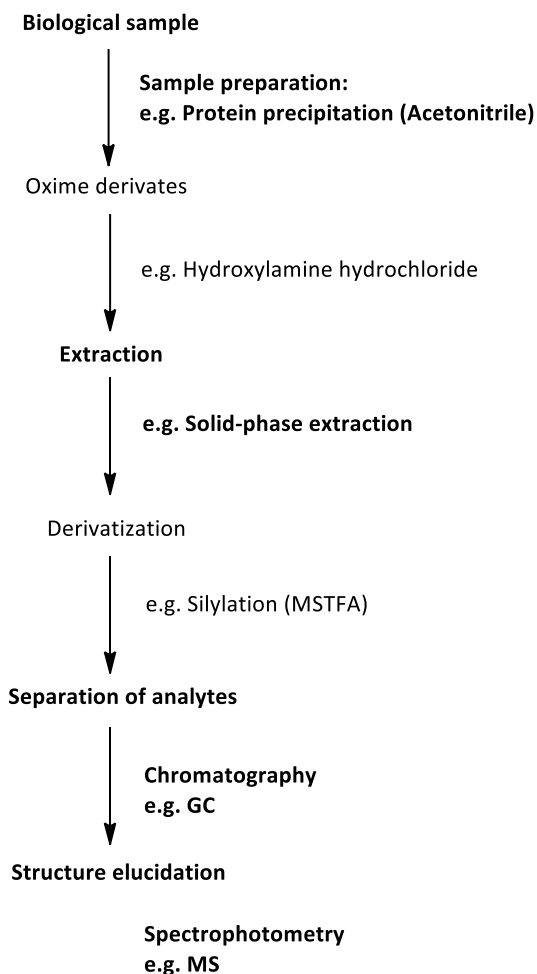 Biological sample
Sample preparation:
e.g. Protein precipitation (Acetonitrile)
Oxime derivates
e.g. Hydroxylamine hydrochloride
Extraction
e.g. Solid-phase extraction
Derivatization
e.g. Silylation (MSTFA)
Separation of analytes
Chromatography
e.g. GC
Structure elucidation
Spectrophotometry
e.g. MS